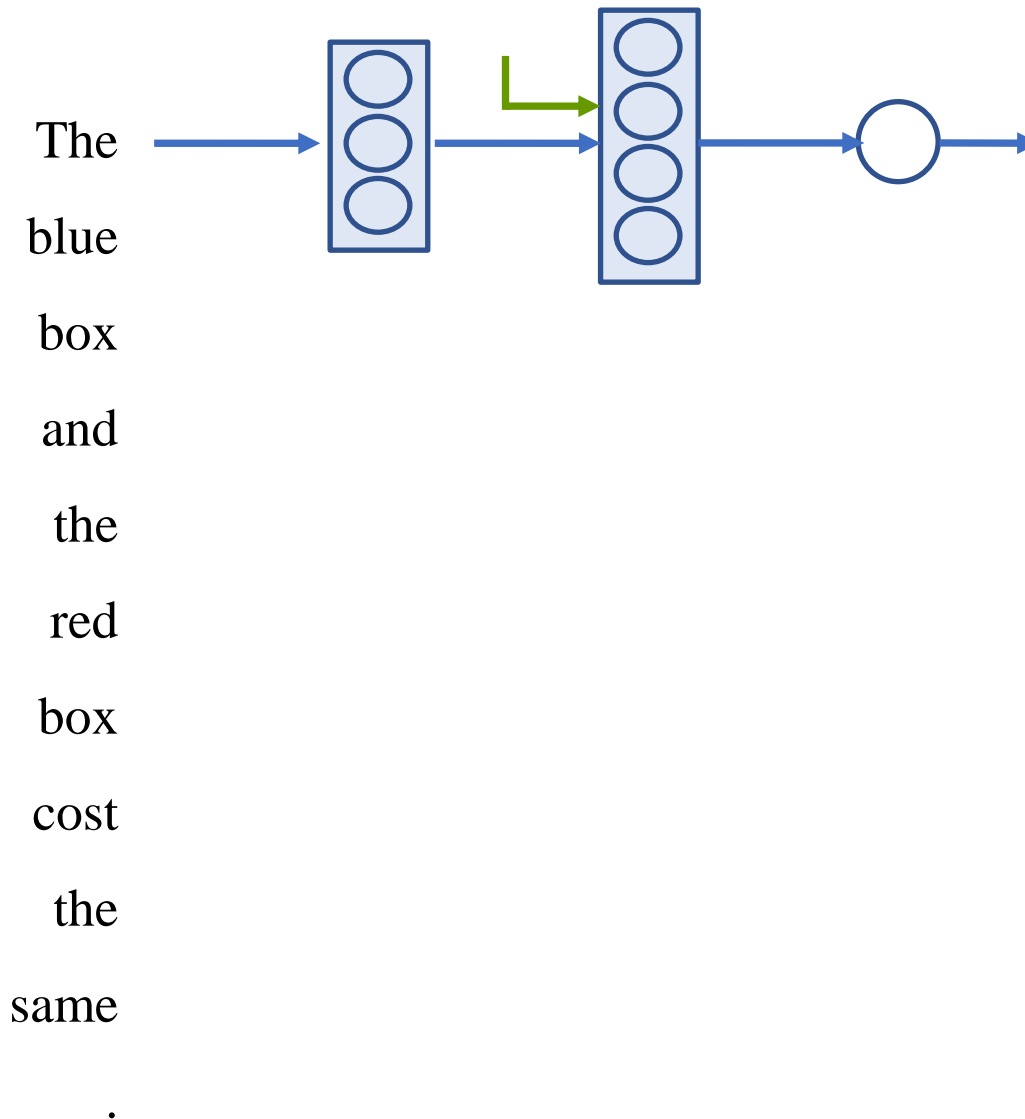 The
blue
box
and
the
red
box
cost
the
same
.